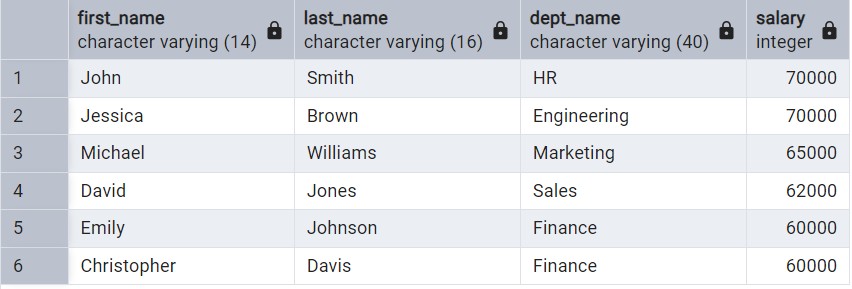 first_name last_name dept_name salary
character varying (14) character varying (16) character varying (40) integer
1 John Smith HR 70000
2 Jessica Brown Engineering 70000
3 Michael Williams Marketing 65000
4 David Jones Sales 62000
5 Emily Johnson Finance 60000
6 Christopher Davis Finance 60000